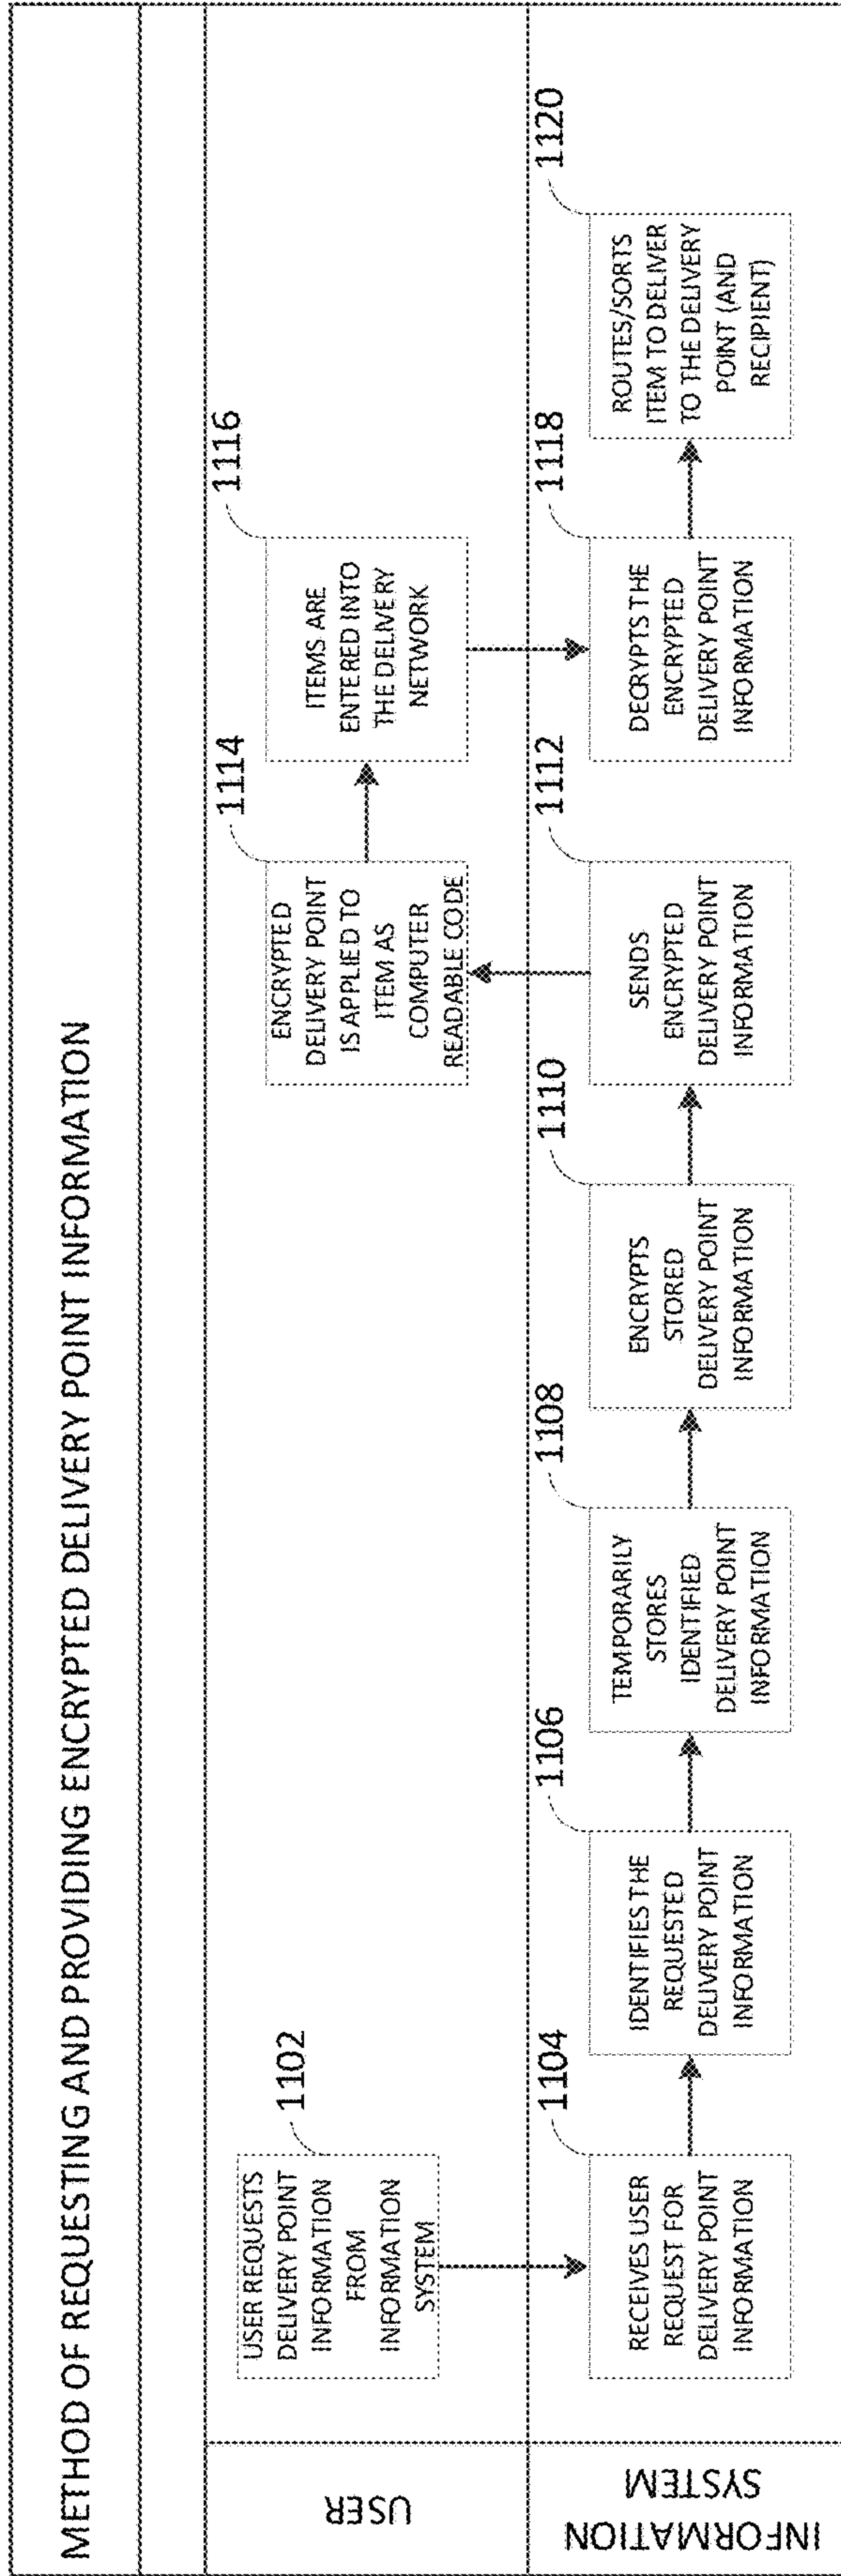 METHOD OF REQUESTING AND PROVIDING ENCRYPTED DELIVERY POINT INFORMATION
USER
1102
USER REQUESTS
DELIVERY POINT
INFORMATION
FROM
INFORMATION
SYSTEM
1114
ENCRYPTED
DELIVERY POINT
IS APPLIED TO
ITEM AS
COMPUTER
READABLE CODE
1116
ITEMS ARE
ENTERED INTO
THE DELIVERY
NETWORK
INFORMATION
SYSTEM
1104
RECEIVES USER
REQUEST FOR
DELIVERY POINT
INFORMATION
1106
IDENTIFIES THE
REQUESTED
DELIVERY POINT
INFORMATION
1108
TEMPORARILY
STORES
IDENTIFIED
DELIVERY POINT
INFORMATION
1110
ENCRYPTS
STORED
DELIVERY POINT
INFORMATION
1112
SENDS
ENCRYPTED
DELIVERY POINT
INFORMATION
1118
DECRYPTS THE
ENCRYPTED
DELIVERY POINT
INFORMATION
1120
ROUTES/SORTS
ITEM TO DELIVER
TO THE DELIVERY
POINT (AND
RECIPIENT)